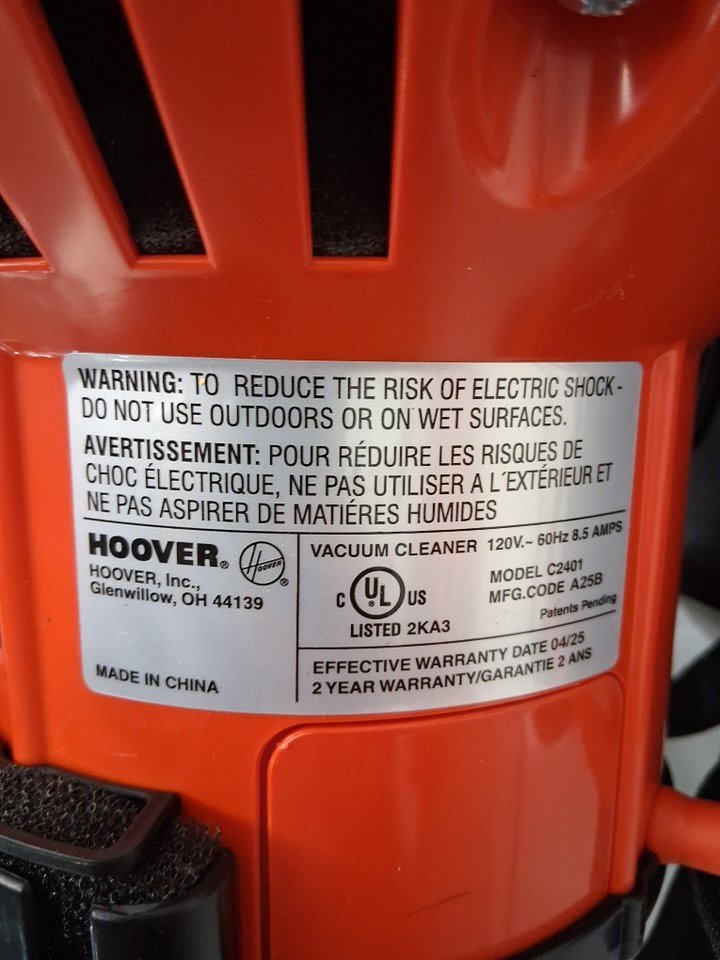 WARNING: TO REDUCE THE RISK OF ELECTRIC SHOCK-
DO NOT USE OUTDOORS OR ON WET SURFACES.
AVERTISSEMENT: POUR RÉDUIRE LES RISQUES DE
CHOC ÉLECTRIQUE, NE PAS UTILISER A L´EXTÉRIEUR ET
NE PAS ASPIRER DE MATIÉRES HUMIDES
HOOVER®
HOOVER®
HOOVER, Inc.,
Glenwillow, OH 44139
MADE IN CHINA
VACUUM CLEANER 120V.~ 60Hz 8.5 AMPS
C UL® US
LISTED 2KA3
MODEL C2401
MFG.CODE A25B
Patents Pending
EFFECTIVE WARRANTY DATE 04/25
2 YEAR WARRANTY/GARANTIE 2 ANS